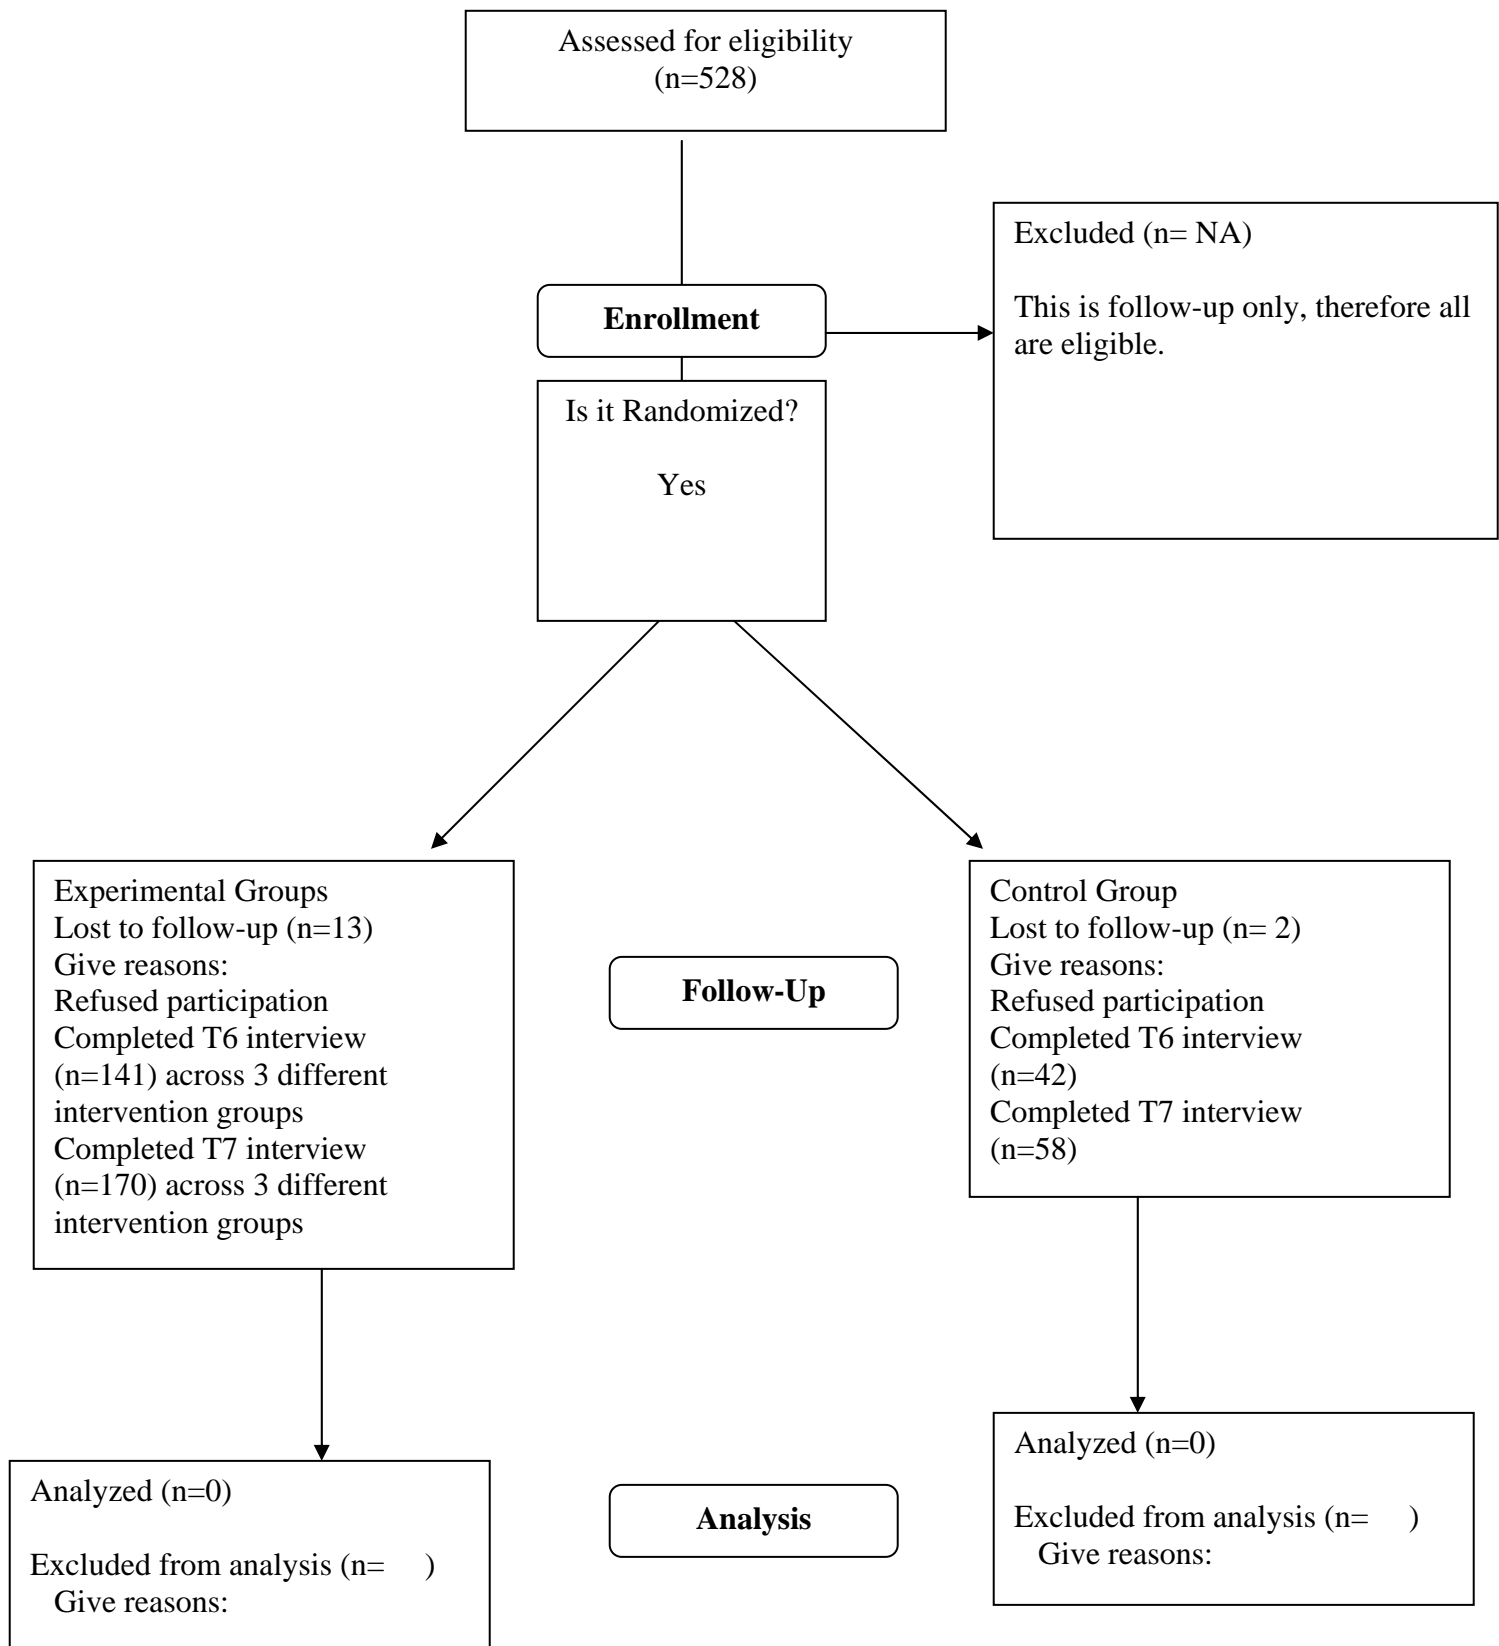 Assessed for eligibility
(n=528)
Excluded (n= NA)
This is follow-up only, therefore all
are eligible.
Enrollment
Is it Randomized?
Yes
Experimental Groups
Lost to follow-up (n=13)
Give reasons:
Refused participation
Completed T6 interview
(n=141) across 3 different
intervention groups
Completed T7 interview
(n=170) across 3 different
intervention groups
Follow-Up
Control Group
Lost to follow-up (n= 2)
Give reasons:
Refused participation
Completed T6 interview
(n=42)
Completed T7 interview
(n=58)
Analyzed (n=0)
Excluded from analysis (n=    )
Give reasons:
Analysis
Analyzed (n=0)
Excluded from analysis (n=    )
Give reasons: